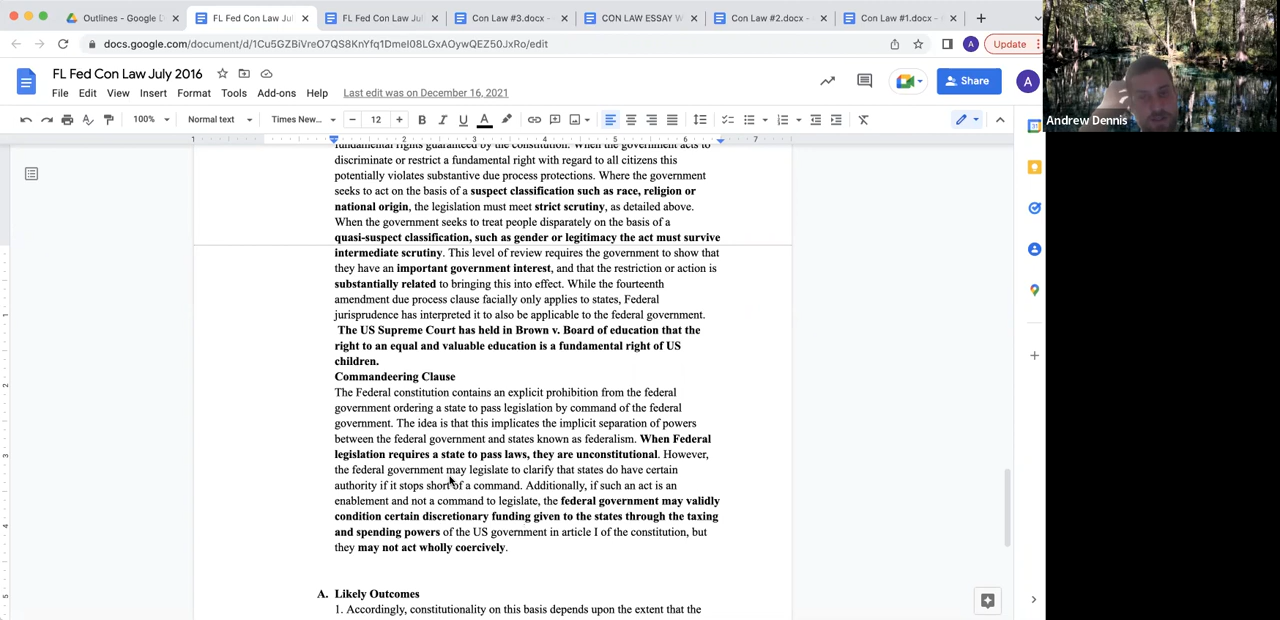 Outlines - Google D
FL Fed Con Law Jul
FL Fed Con Law Jul
Con Law #3.docx -
CON LAW ESSAY W
Con Law #2.docx -
Con Law #1.docx -
docs.google.com/document/d/1Cu5GZBiVreO7QS8KnYfq1DmeI08LGxAOywQEZ50JxRo/edit
A
Update
FL Fed Con Law July 2016
File Edit View Insert Format Tools Add-ons Help Last edit was on December 16, 2021
Share
A
Andrew Dennis
100% Normal text Times New... 12 B I U A
1 1 2 3 4 5 6 7
fundamental rights guaranteed by the constitution. When the government acts to
discriminate or restrict a fundamental right with regard to all citizens this
potentially violates substantive due process protections. Where the government
seeks to act on the basis of a suspect classification such as race, religion or
national origin, the legislation must meet strict scrutiny, as detailed above.
When the government seeks to treat people disparately on the basis of a
quasi-suspect classification, such as gender or legitimacy the act must survive
intermediate scrutiny. This level of review requires the government to show that
they have an important government interest, and that the restriction or action is
substantially related to bringing this into effect. While the fourteenth
amendment due process clause facially only applies to states, Federal
jurisprudence has interpreted it to also be applicable to the federal government.
The US Supreme Court has held in Brown v. Board of education that the
right to an equal and valuable education is a fundamental right of US
children.
Commandeering Clause
The Federal constitution contains an explicit prohibition from the federal
government ordering a state to pass legislation by command of the federal
government. The idea is that this implicates the implicit separation of powers
between the federal government and states known as federalism. When Federal
legislation requires a state to pass laws, they are unconstitutional. However,
the federal government may legislate to clarify that states do have certain
authority if it stops short of a command. Additionally, if such an act is an
enablement and not a command to legislate, the federal government may validly
condition certain discretionary funding given to the states through the taxing
and spending powers of the US government in article I of the constitution, but
they may not act wholly coercively.
A. Likely Outcomes
1. Accordingly, constitutionality on this basis depends upon the extent that the